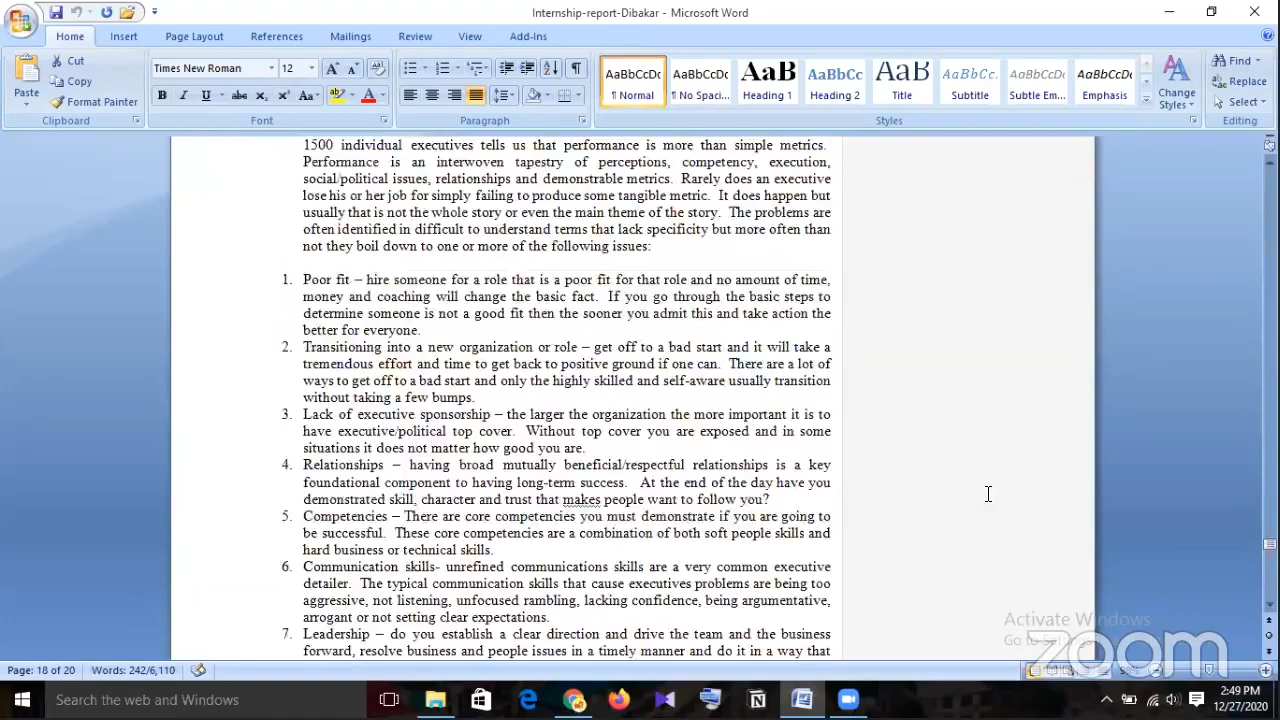 Internship-report-Dibakar - Microsoft Word
Home Insert Page Layout References Mailings Review View Add-Ins
Paste
Cut
Copy
Format Painter
Clipboard
Times New Roman 12
Font
Paragraph
AaBbCcDc AaBbCcDc AaB AaBbCc AaB AaBbCc. AaBbCcDc AaBbCcDc
¶ Normal ¶ No Spaci... Heading 1 Heading 2 Title Subtitle Subtle Em... Emphasis
Change Styles
Styles
Find
Replace
Select
Editing
1500 individual executives tells us that performance is more than simple metrics.
Performance is an interwoven tapestry of perceptions, competency, execution,
social/political issues, relationships and demonstrable metrics. Rarely does an executive
lose his or her job for simply failing to produce some tangible metric. It does happen but
usually that is not the whole story or even the main theme of the story. The problems are
often identified in difficult to understand terms that lack specificity but more often than
not they boil down to one or more of the following issues:
1. Poor fit – hire someone for a role that is a poor fit for that role and no amount of time,
money and coaching will change the basic fact. If you go through the basic steps to
determine someone is not a good fit then the sooner you admit this and take action the
better for everyone.
2. Transitioning into a new organization or role – get off to a bad start and it will take a
tremendous effort and time to get back to positive ground if one can. There are a lot of
ways to get off to a bad start and only the highly skilled and self-aware usually transition
without taking a few bumps.
3. Lack of executive sponsorship – the larger the organization the more important it is to
have executive/political top cover. Without top cover you are exposed and in some
situations it does not matter how good you are.
4. Relationships – having broad mutually beneficial/respectful relationships is a key
foundational component to having long-term success. At the end of the day have you
demonstrated skill, character and trust that makes people want to follow you?
5. Competencies – There are core competencies you must demonstrate if you are going to
be successful. These core competencies are a combination of both soft people skills and
hard business or technical skills.
6. Communication skills- unrefined communications skills are a very common executive
detailer. The typical communication skills that cause executives problems are being too
aggressive, not listening, unfocused rambling, lacking confidence, being argumentative,
arrogant or not setting clear expectations.
7. Leadership – do you establish a clear direction and drive the team and the business
forward, resolve business and people issues in a timely manner and do it in a way that
Activate Windows
Go to
zoom
Page: 18 of 20 Words: 242/6,110
Search the web and Windows
2:49 PM
12/27/2020